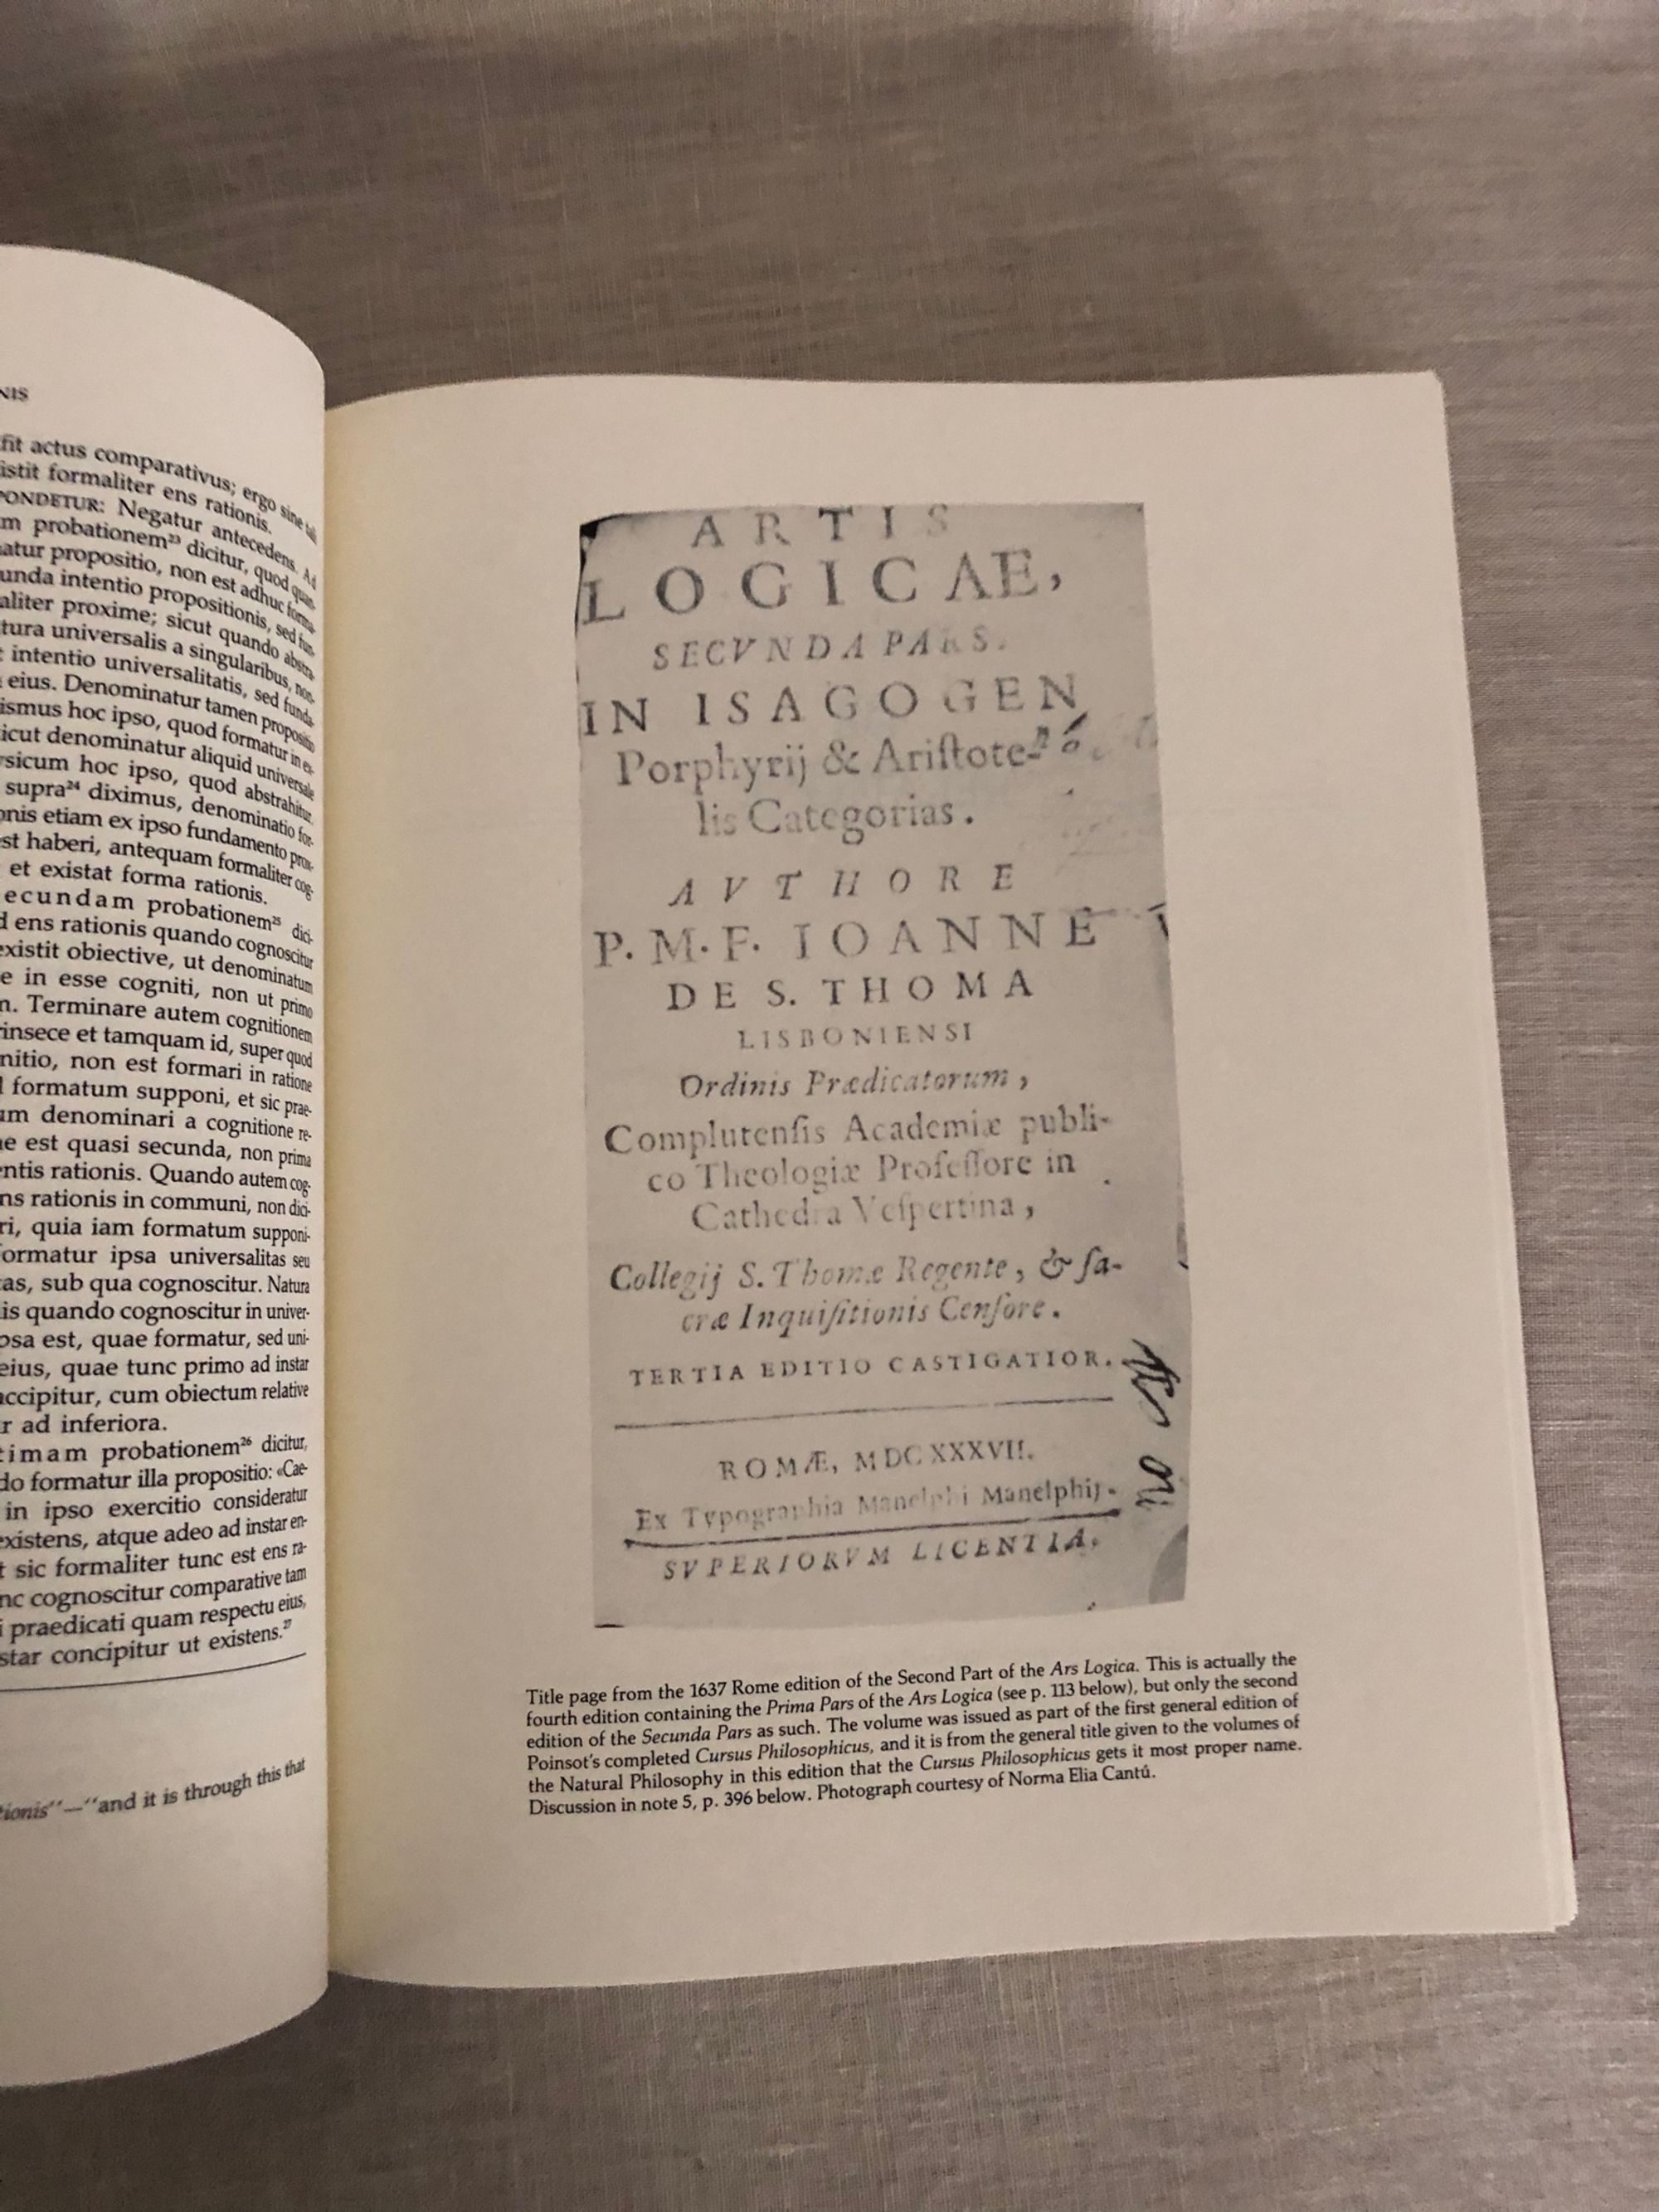 NIS
fit actus comparativus; ergo sine
istit formaliter ens rationis.
PONDETUR: Negatur antecedens. Ad
m probationem²³ dicitur, quod quan-
natur propositio, non est adhuc forma-
unda intentio propositionis, sed fun-
aliter proxime; sicut quando abstra-
tura universalis a singularibus, non-
t intentio universalitatis, sed funda-
eius. Denominatur tamen propositio
ismus hoc ipso, quod formatur in ex-
icut denominatur aliquid universale
ysicum hoc ipso, quod abstrahitur.
supra²⁴ diximus, denominatio for-
onis etiam ex ipso fundamento prox-
est haberi, antequam formaliter cog-
et existat forma rationis.
ecundam probationem²⁵ dici-
d ens rationis quando cognoscitur
existit obiective, ut denominatum
e in esse cogniti, non ut primo
m. Terminare autem cognitionem
rinsece et tamquam id, super quod
nitio, non est formari in ratione
l formatum supponi, et sic prae-
um denominari a cognitione re-
ne est quasi secunda, non prima
entis rationis. Quando autem cog-
ns rationis in communi, non dici-
ri, quia iam formatum supponi-
formatur ipsa universalitas seu
tas, sub qua cognoscitur. Natura
is quando cognoscitur in univer-
psa est, quae formatur, sed uni-
eius, quae tunc primo ad instar
accipitur, cum obiectum relative
r ad inferiora.
timam probationem²⁶ dicitur,
do formatur illa propositio: «Cae-
in ipso exercitio consideratur
existens, atque adeo ad instar en-
t sic formaliter tunc est ens ra-
nc cognoscitur comparative tam
i praedicati quam respectu eius,
star concipitur ut existens.²⁷
tionis''—''and it is through this that
ARTIS
LOGICAE,
SECVNDA PARS.
IN ISAGOGEN
Porphyrij & Ariſtote-
lis Categorias.
AVTHORE
P. M. F. IOANNE
DE S. THOMA
LISBONIENSI
Ordinis Prædicatorum,
Complutenſis Academiæ publi-
co Theologiæ Profeſſore in
Cathedra Veſpertina,
Collegij S. Thomæ Regente, & ſa-
cræ Inquiſitionis Cenſore.
TERTIA EDITIO CASTIGATIOR.
ROMÆ, MDCXXXVII.
Ex Typographia Manelphi Manelphij.
SVPERIORVM LICENTIA.
Title page from the 1637 Rome edition of the Second Part of the Ars Logica. This is actually the
fourth edition containing the Prima Pars of the Ars Logica (see p. 113 below), but only the second
edition of the Secunda Pars as such. The volume was issued as part of the first general edition of
Poinsot's completed Cursus Philosophicus, and it is from the general title given to the volumes of
the Natural Philosophy in this edition that the Cursus Philosophicus gets it most proper name.
Discussion in note 5, p. 396 below. Photograph courtesy of Norma Elia Cantú.